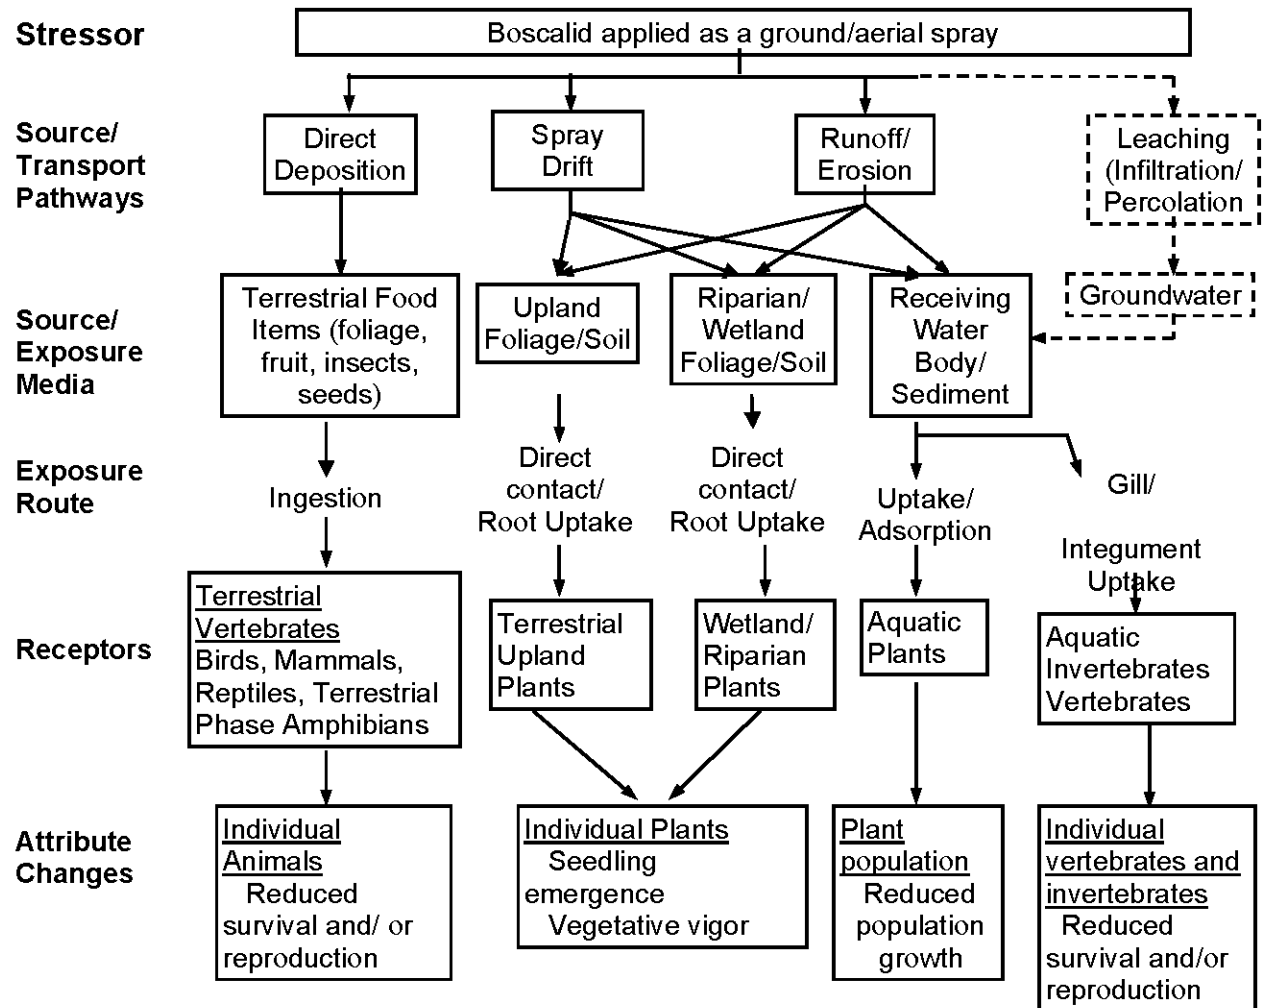 Stressor
Boscalid applied as a ground/aerial spray
Source/
Transport
Pathways
Direct
Deposition
Spray
Drift
Runoff/
Erosion
Leaching
(Infiltration/
Percolation
Source/
Exposure
Media
Terrestrial Food
Items (foliage,
fruit, insects,
seeds)
Upland
Foliage/Soil
Riparian/
Wetland
Foliage/Soil
Receiving
Water
Body/
Sediment
Groundwater
Exposure
Route
Ingestion
Direct
contact/
Root Uptake
Direct
contact/
Root Uptake
Uptake/
Adsorption
Gill/
Integument
Uptake
Receptors
Terrestrial
Vertebrates
Birds, Mammals,
Reptiles, Terrestrial
Phase Amphibians
Terrestrial
Upland
Plants
Wetland/
Riparian
Plants
Aquatic
Plants
Aquatic
Invertebrates
Vertebrates
Attribute
Changes
Individual
Animals
Reduced
survival and/ or
reproduction
Individual Plants
Seedling
emergence
Vegetative vigor
Plant
population
Reduced
population
growth
Individual
vertebrates and
invertebrates
Reduced
survival and/or
reproduction